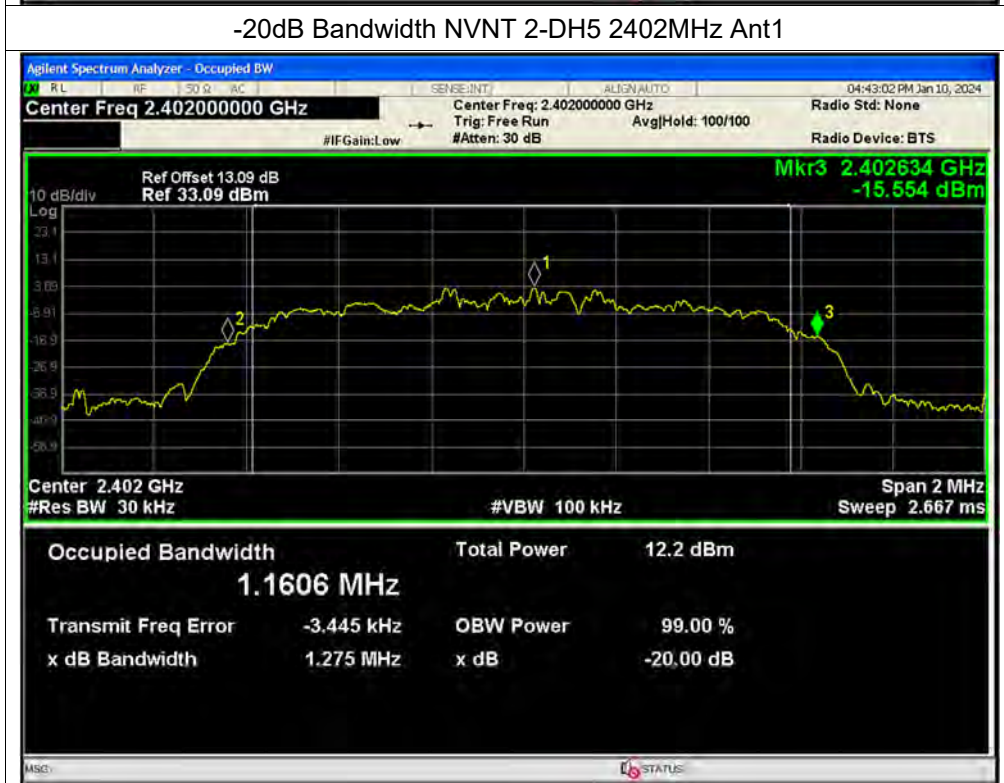 -20dB Bandwidth NVNT 2-DH5 2402MHz Ant1
Agilent Spectrum Analyzer - Occupied BW
RL RF 50 Ω AC SENSE:INT ALIGN AUTO 04:43:02 PM Jan 10, 2024
Center Freq 2.402000000 GHz Center Freq: 2.402000000 GHz Radio Std: None
Trig: Free Run Avg|Hold: 100/100
#IFGain:Low #Atten: 30 dB Radio Device: BTS
Mkr3 2.402634 GHz
-15.554 dBm
Ref Offset 13.09 dB
10 dB/div Ref 33.09 dBm
Log
23.1
13.1
3.09
-6.91
-16.9
-26.9
-36.9
-46.9
-56.9
1
2
3
Center 2.402 GHz Span 2 MHz
#Res BW 30 kHz #VBW 100 kHz Sweep 2.667 ms
Occupied Bandwidth Total Power 12.2 dBm
1.1606 MHz
Transmit Freq Error -3.445 kHz OBW Power 99.00 %
x dB Bandwidth 1.275 MHz x dB -20.00 dB
MSG STATUS